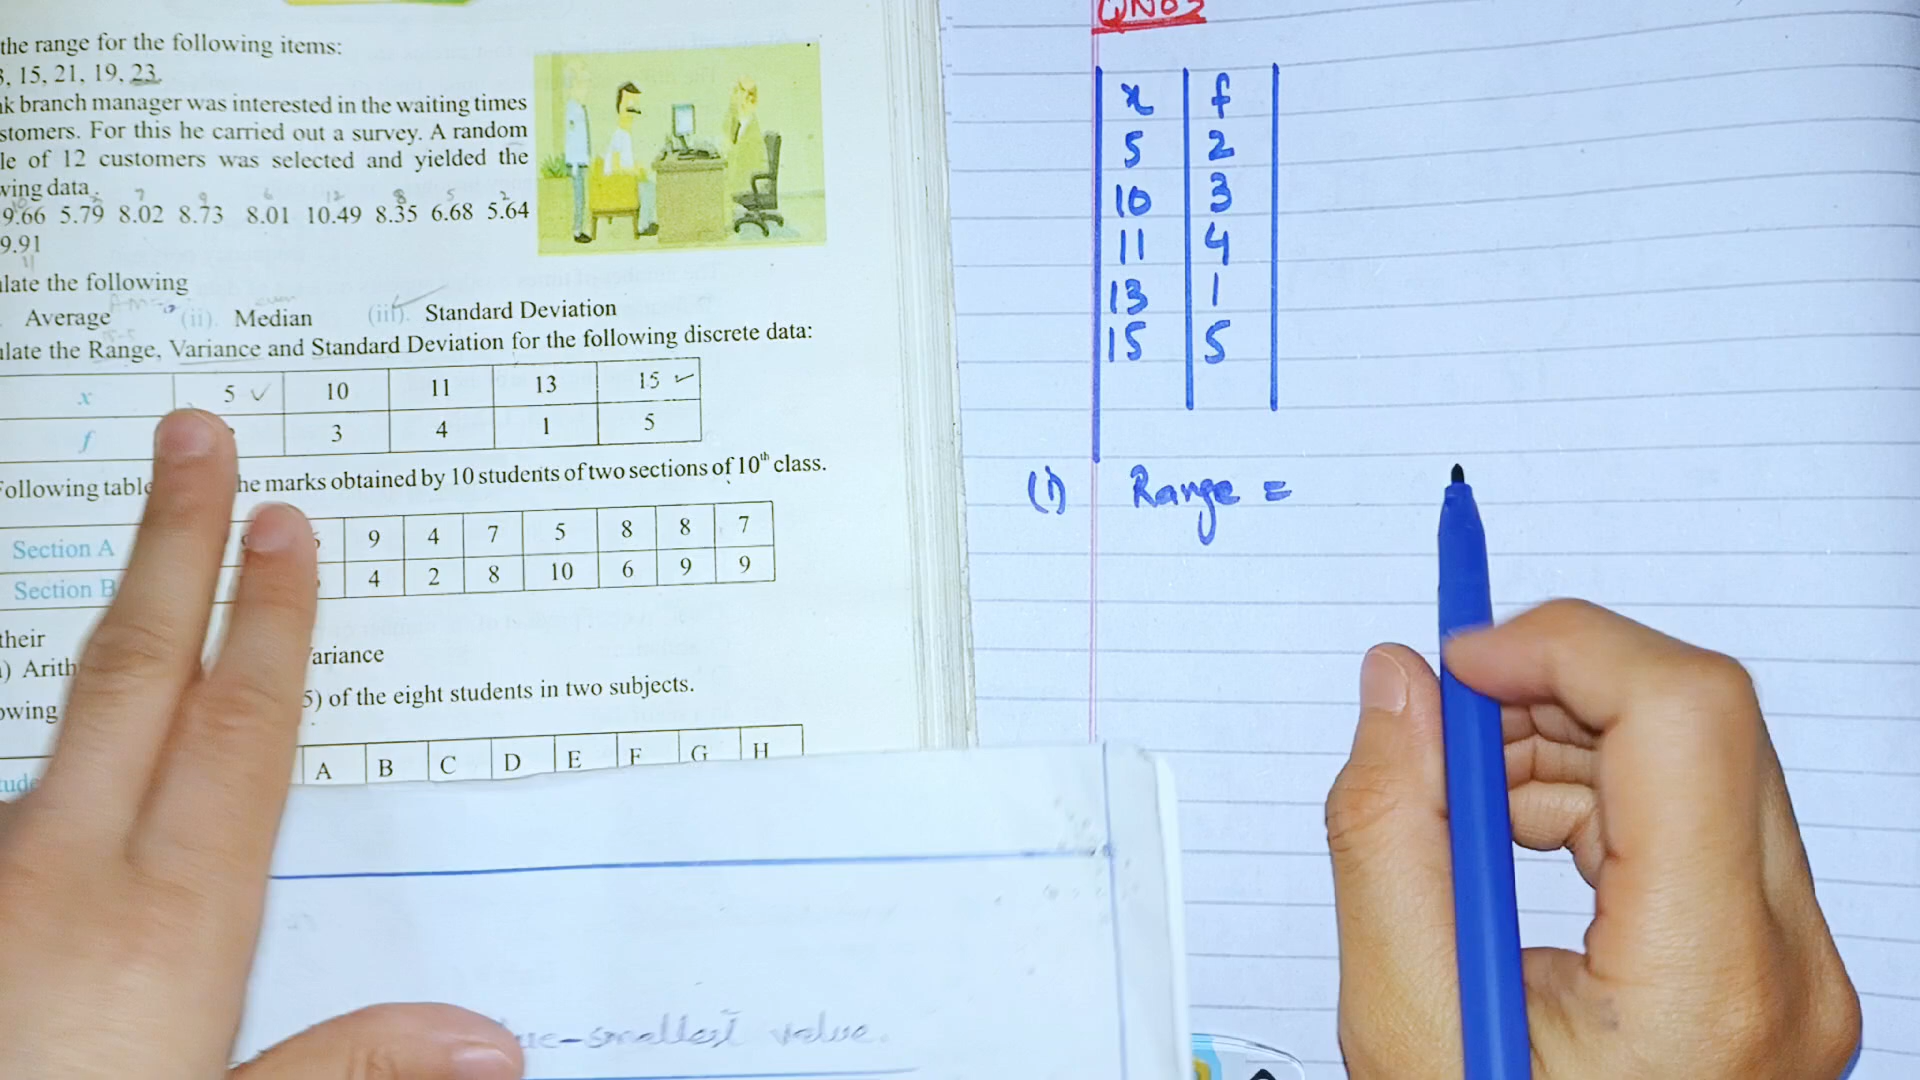 the range for the following items:
, 15, 21, 19, 23.
k branch manager was interested in the waiting times
stomers. For this he carried out a survey. A random
le of 12 customers was selected and yielded the
wing data.
9.66 5.79 8.02 8.73 8.01 10.49 8.35 6.68 5.64
9.91
late the following
Average (ii). Median (iii). Standard Deviation
late the Range, Variance and Standard Deviation for the following discrete data:
x 5 10 11 13 15
f 3 4 1 5
Following table he marks obtained by 10 students of two sections of 10th class.
Section A 9 4 7 5 8 8 7
Section B 4 2 8 10 6 9 9
their
) Arith ariance
owing 5) of the eight students in two subjects.
A B C D E F G H
-smallest value.
QNo3
x f
5 2
10 3
11 4
13 1
15 5
(i) Range =